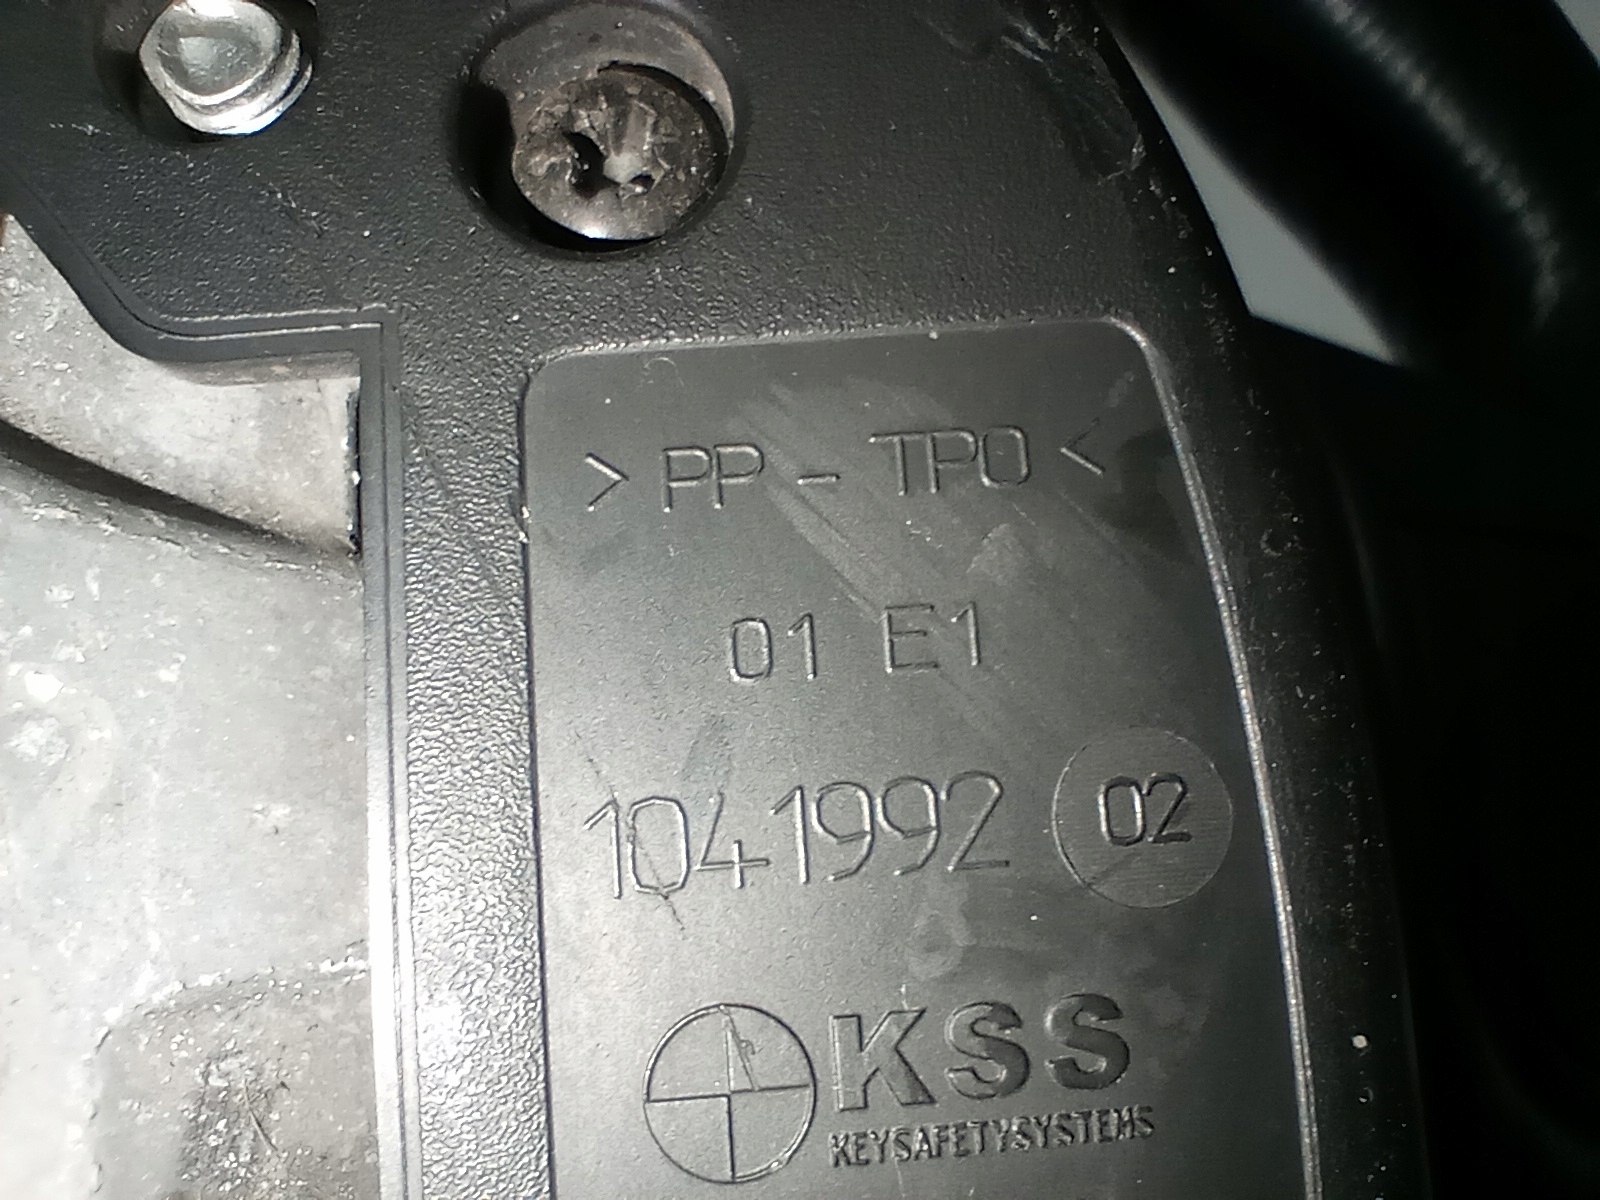 >PP-TPO<
01 E1
1041992 02
KSS
KEYSAFETYSYSTEMS